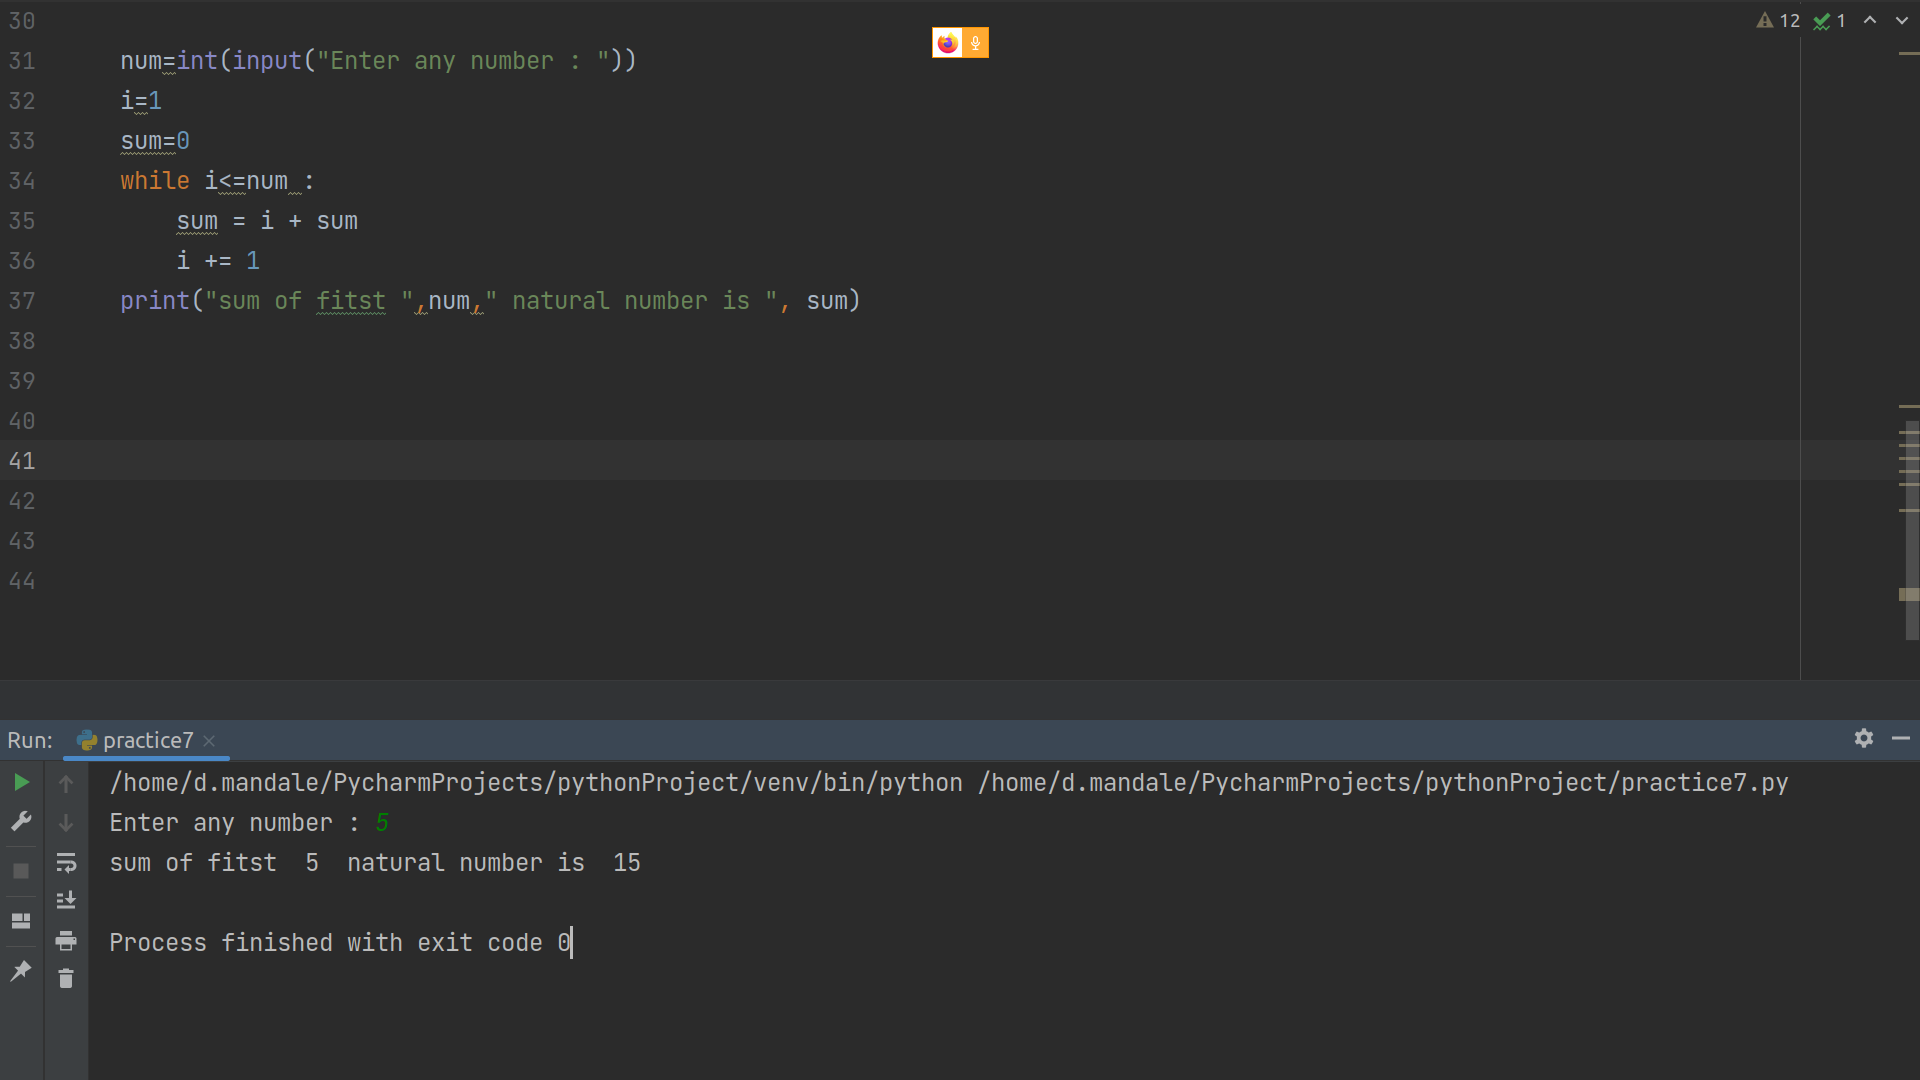 30
12 1
31 num=int(input("Enter any number : "))
32 i=1
33 sum=0
34 while i<=num :
35 sum = i + sum
36 i += 1
37 print("sum of fitst ",num," natural number is ", sum)
38
39
40
41
42
43
44
Run: practice7
/home/d.mandale/PycharmProjects/pythonProject/venv/bin/python /home/d.mandale/PycharmProjects/pythonProject/practice7.py
Enter any number : 5
sum of fitst  5  natural number is  15
Process finished with exit code 0